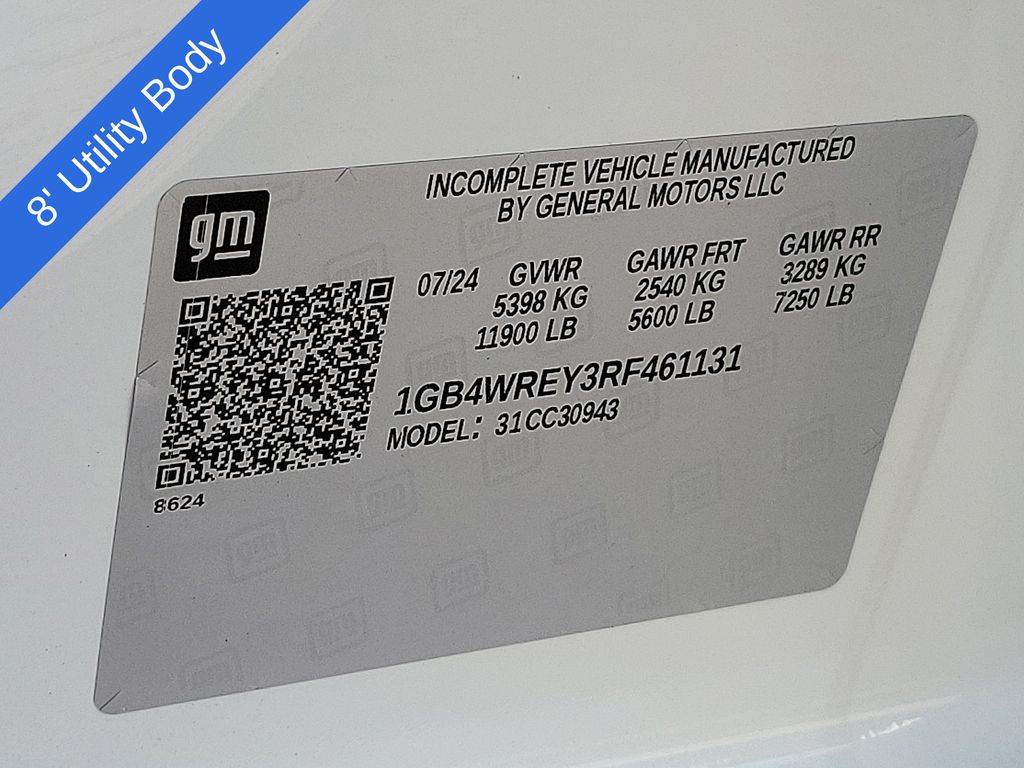 8' Utility Body
INCOMPLETE VEHICLE MANUFACTURED
BY GENERAL MOTORS LLC
gm
07/24 GVWR GAWR FRT GAWR RR
5398 KG 2540 KG 3289 KG
11900 LB 5600 LB 7250 LB
1GB4WREY3RF461131
MODEL: 31CC30943
8624